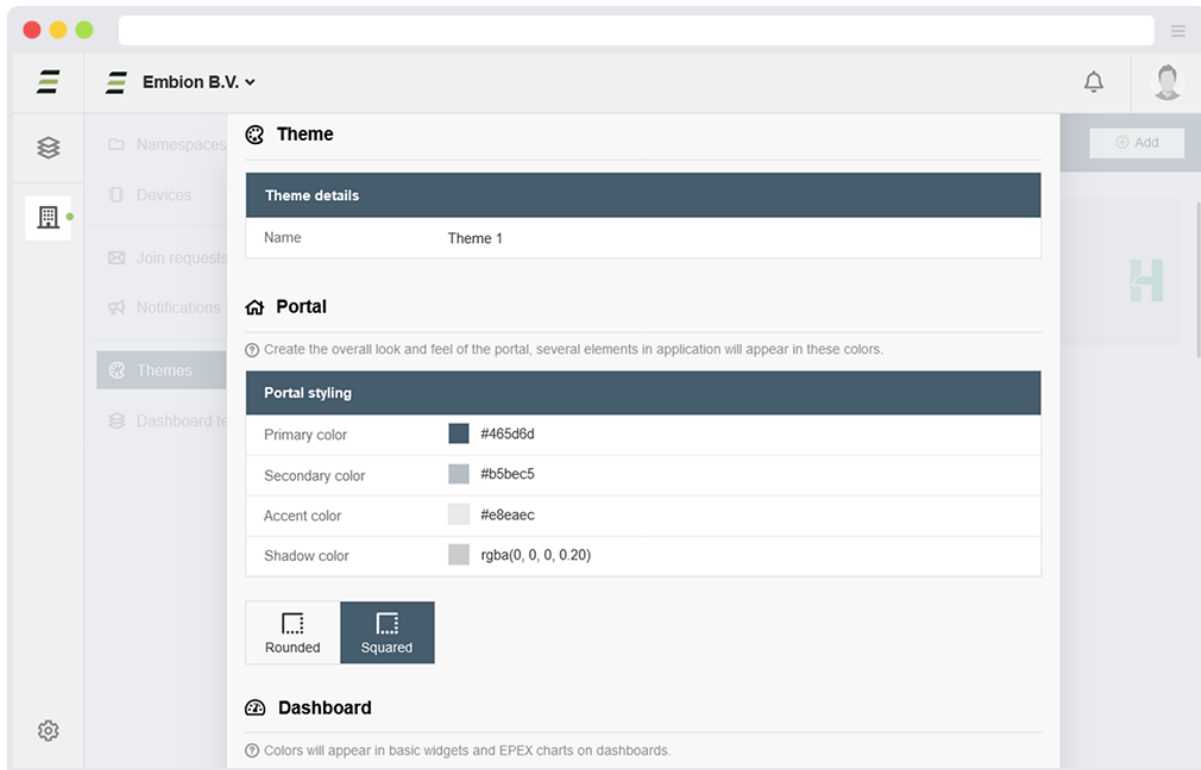 Embion B.V.
Namespaces
Devices
Join requests
Notifications
Themes
Dashboard te
Add
Theme
Theme details
Name Theme 1
Portal
Create the overall look and feel of the portal, several elements in application will appear in these colors.
Portal styling
Primary color #465d6d
Secondary color #b5bec5
Accent color #e8eaec
Shadow color rgba(0, 0, 0, 0.20)
Rounded Squared
Dashboard
Colors will appear in basic widgets and EPEX charts on dashboards.